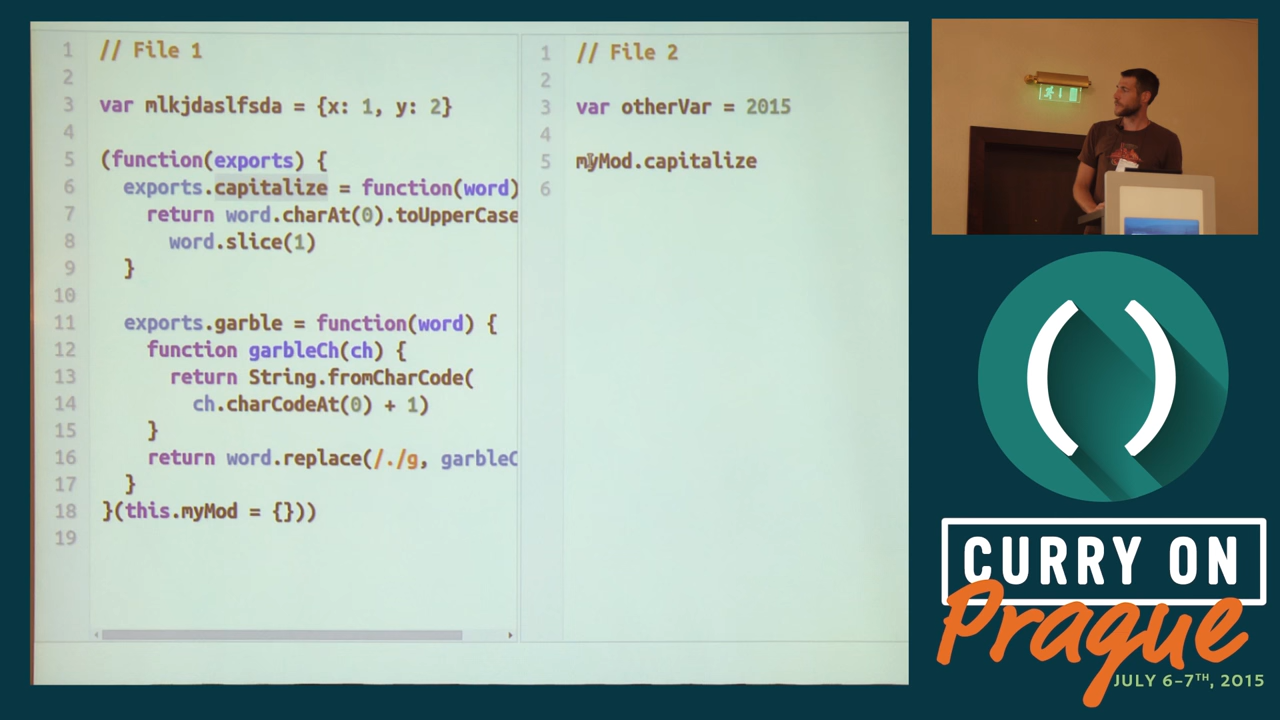 1 // File 1
2
3 var mlkjdaslfsda = {x: 1, y: 2}
4
5 (function(exports) {
6 exports.capitalize = function(word)
7 return word.charAt(0).toUpperCase
8 word.slice(1)
9 }
10
11 exports.garble = function(word) {
12 function garbleCh(ch) {
13 return String.fromCharCode(
14 ch.charCodeAt(0) + 1)
15 }
16 return word.replace(/./g, garbleC
17 }
18 }(this.myMod = {}))
19
1 // File 2
2
3 var otherVar = 2015
4
5 myMod.capitalize
6
()
CURRY ON
Prague
JULY 6-7TH, 2015